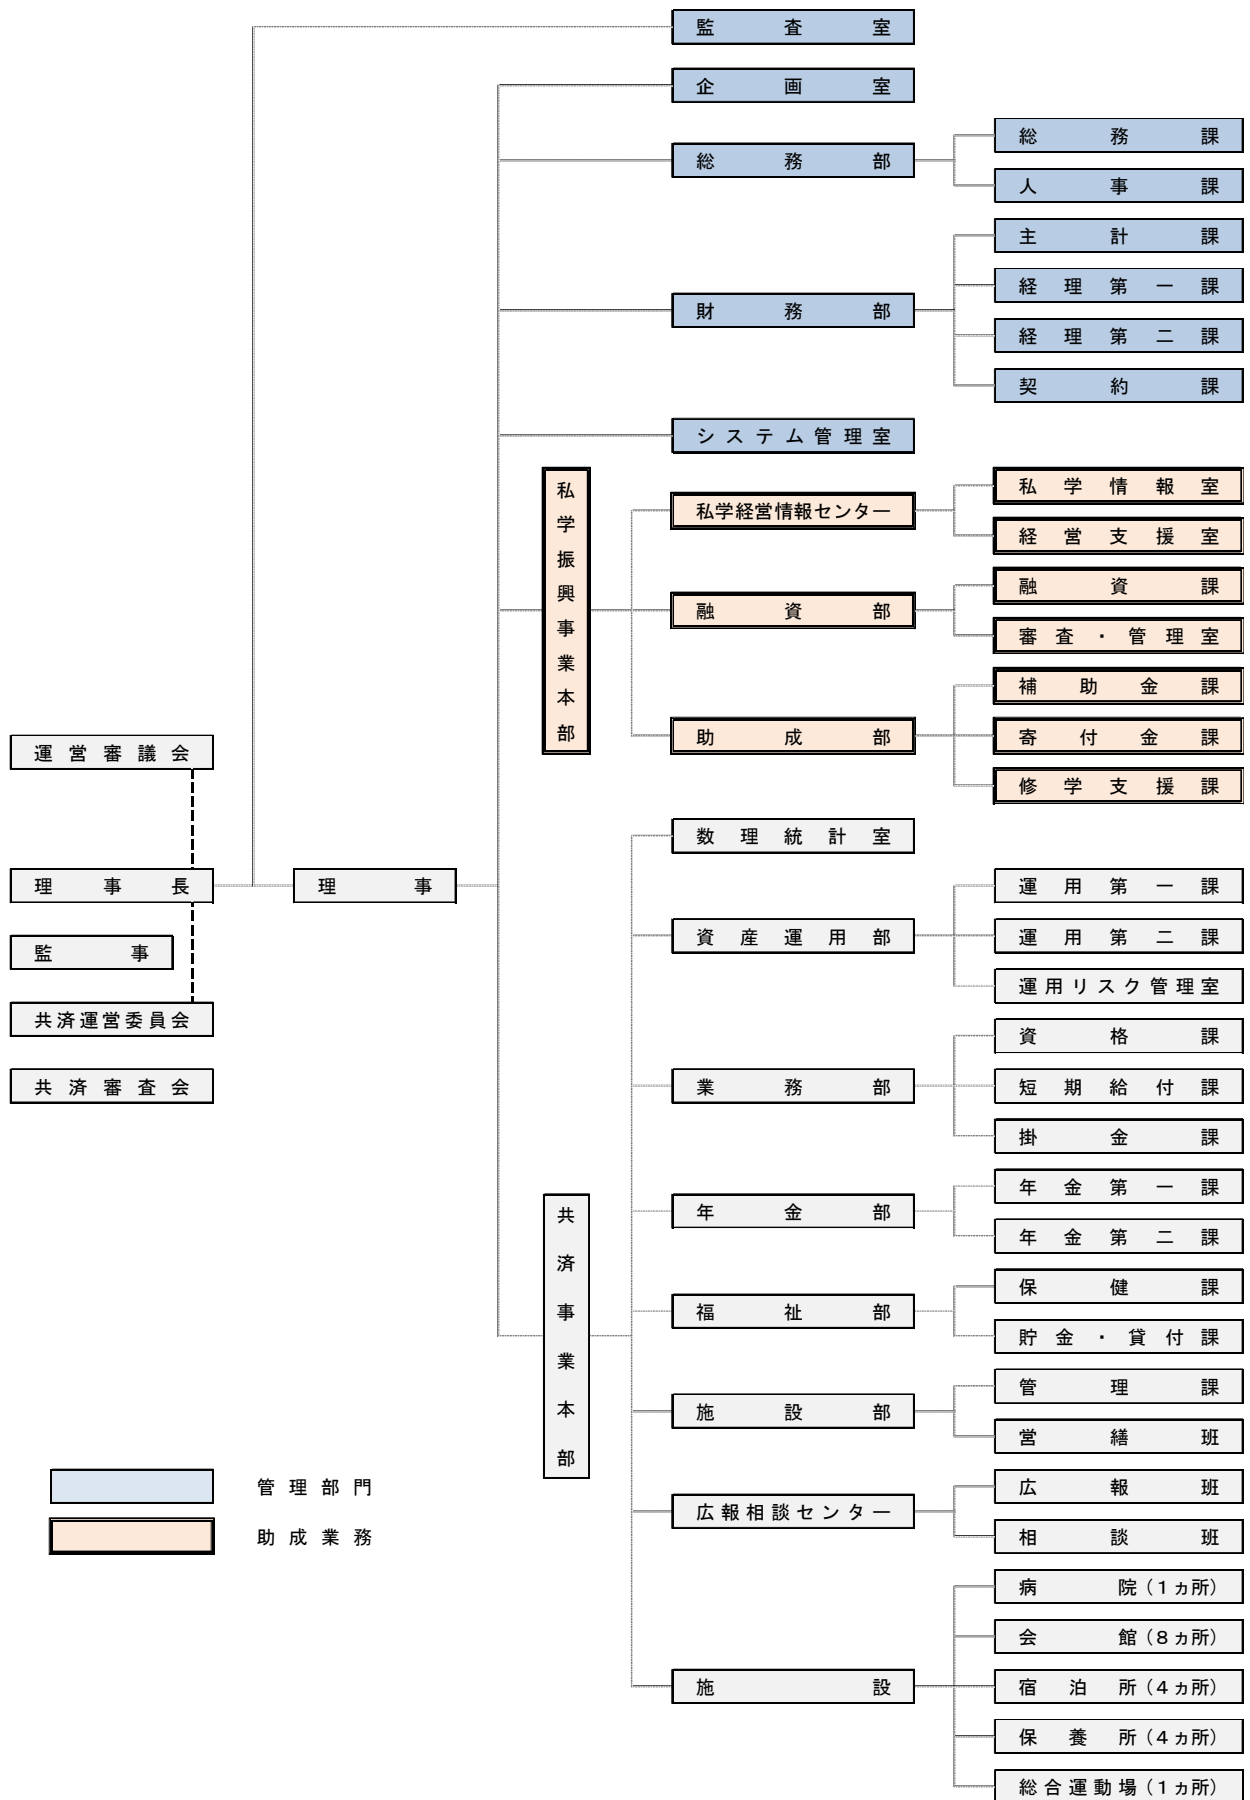 監査室
企画室
総務部
総務課
人事課
財務部
主計課
経理第一課
経理第二課
契約課
システム管理室
私学振興事業本部
私学経営情報センター
私学情報室
経営支援室
融資部
融資課
審査・管理室
助成部
補助金課
寄付金課
修学支援課
運営審議会
理事長
理事
監事
共済運営委員会
共済審査会
共済事業本部
数理統計室
資産運用部
運用第一課
運用第二課
運用リスク管理室
業務部
資格課
短期給付課
掛金課
年金部
年金第一課
年金第二課
福祉部
保健課
貯金・貸付課
施設部
管理課
営繕班
広報相談センター
広報班
相談班
施設
病院(1ヵ所)
会館(8ヵ所)
宿泊所(4ヵ所)
保養所(4ヵ所)
総合運動場(1ヵ所)
管理部門
助成業務